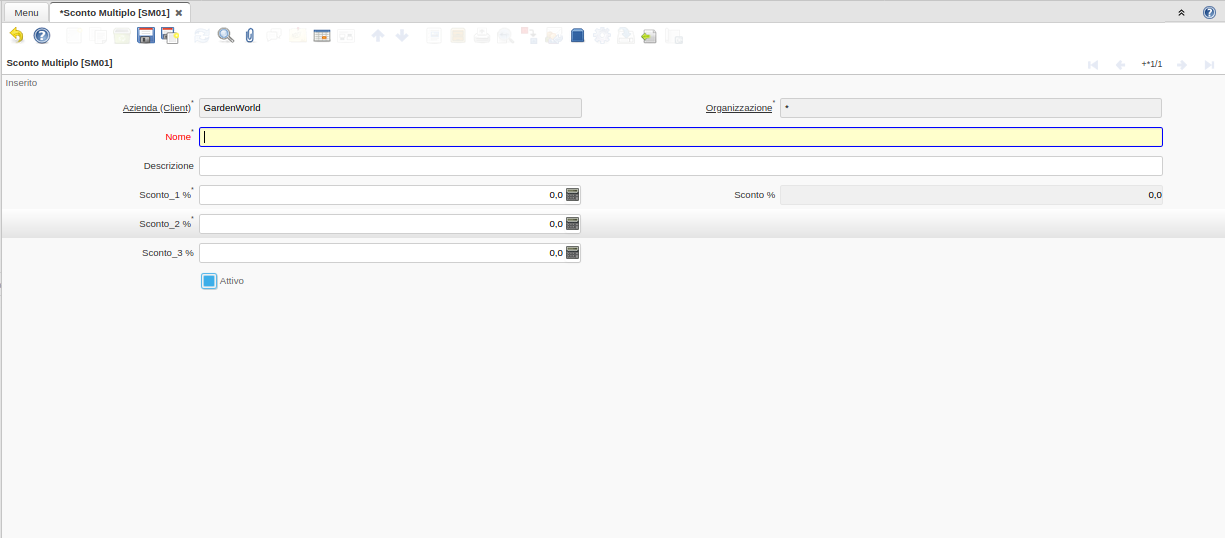 Menu *Sconto Multiplo [SM01]
Sconto Multiplo [SM01] +*1/1
Inserito
Azienda (Client)* GardenWorld Organizzazione* *
Nome*
Descrizione
Sconto_1 %* 0,0 Sconto % 0,0
Sconto_2 %* 0,0
Sconto_3 % 0,0
Attivo